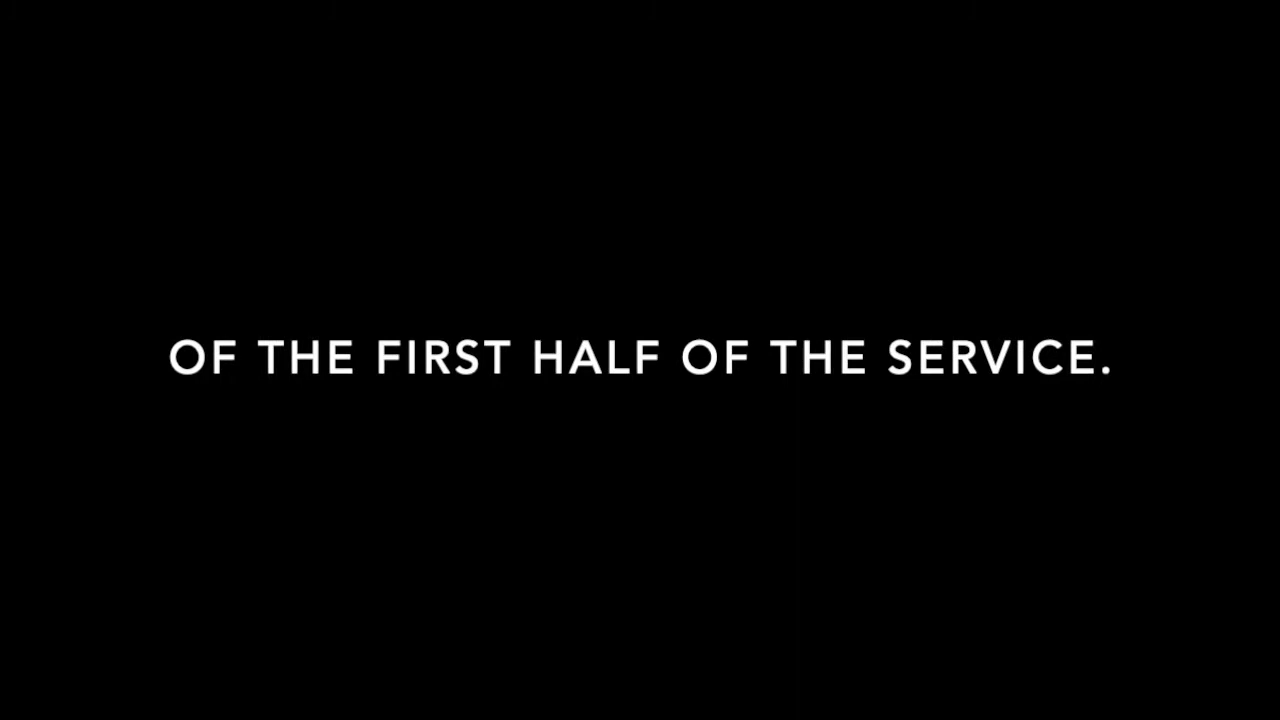 OF THE FIRST HALF OF THE SERVICE.